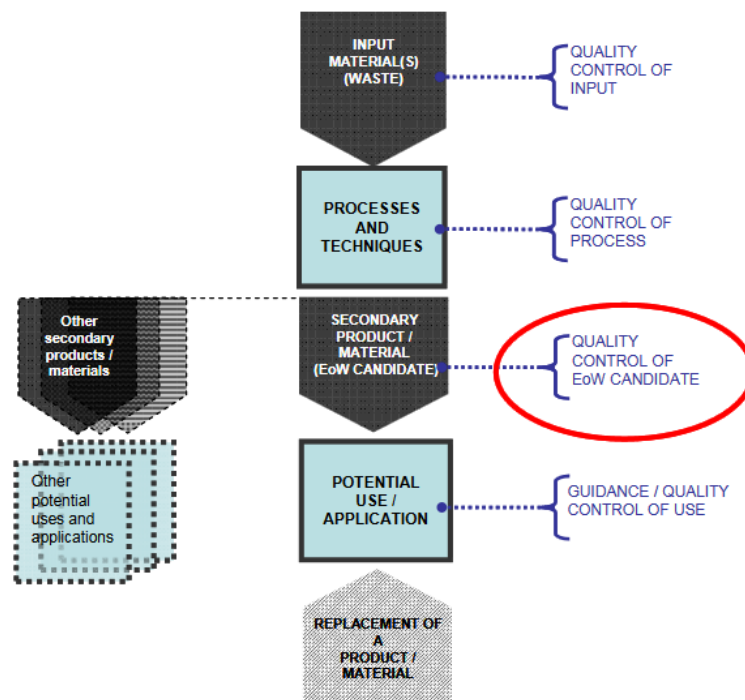 INPUT
MATERIAL(S)
(WASTE)
QUALITY
CONTROL OF
INPUT
PROCESSES
AND
TECHNIQUES
QUALITY
CONTROL OF
PROCESS
Other
secondary
products /
materials
SECONDARY
PRODUCT /
MATERIAL
(EoW CANDIDATE)
QUALITY
CONTROL OF
EoW CANDIDATE
Other
potential
uses and
applications
POTENTIAL
USE /
APPLICATION
GUIDANCE / QUALITY
CONTROL OF USE
REPLACEMENT OF
A
PRODUCT /
MATERIAL